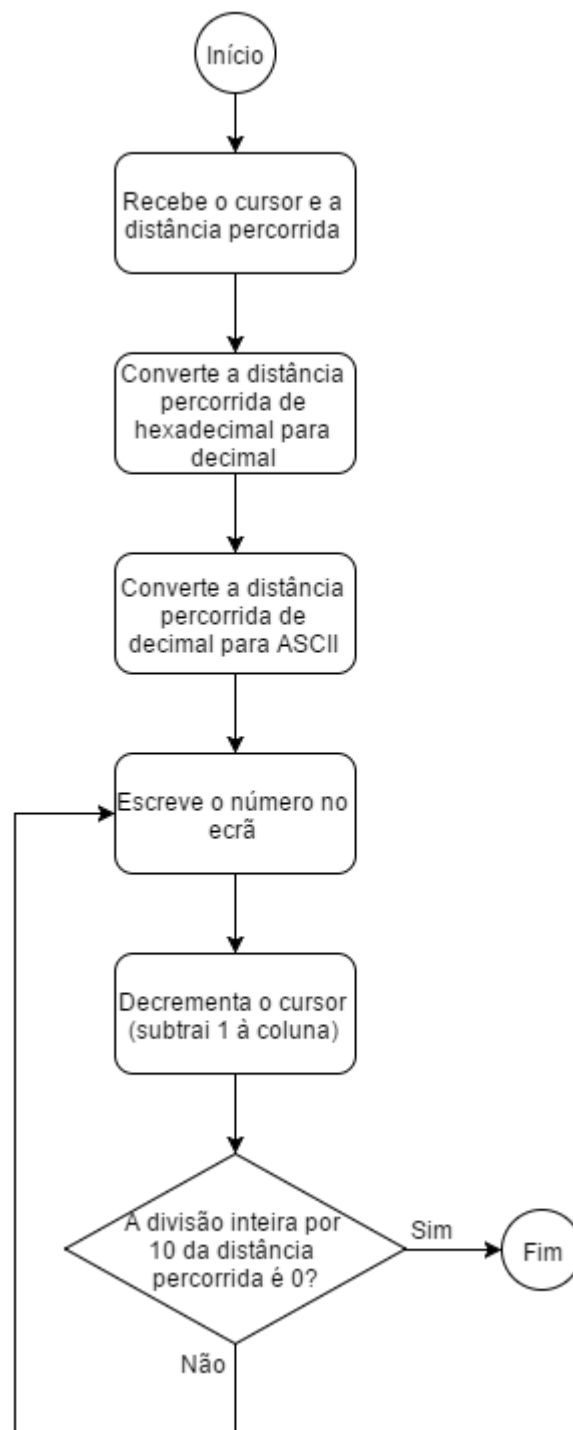 Início
Recebe o cursor e a
distância percorrida
Converte a distância
percorrida de
hexadecimal para
decimal
Converte a distância
percorrida de
decimal para ASCII
Escreve o número no
ecrã
Decrementa o cursor
(subtrai 1 à coluna)
A divisão inteira por
10 da distância
percorrida é 0?
Sim
Fim
Não